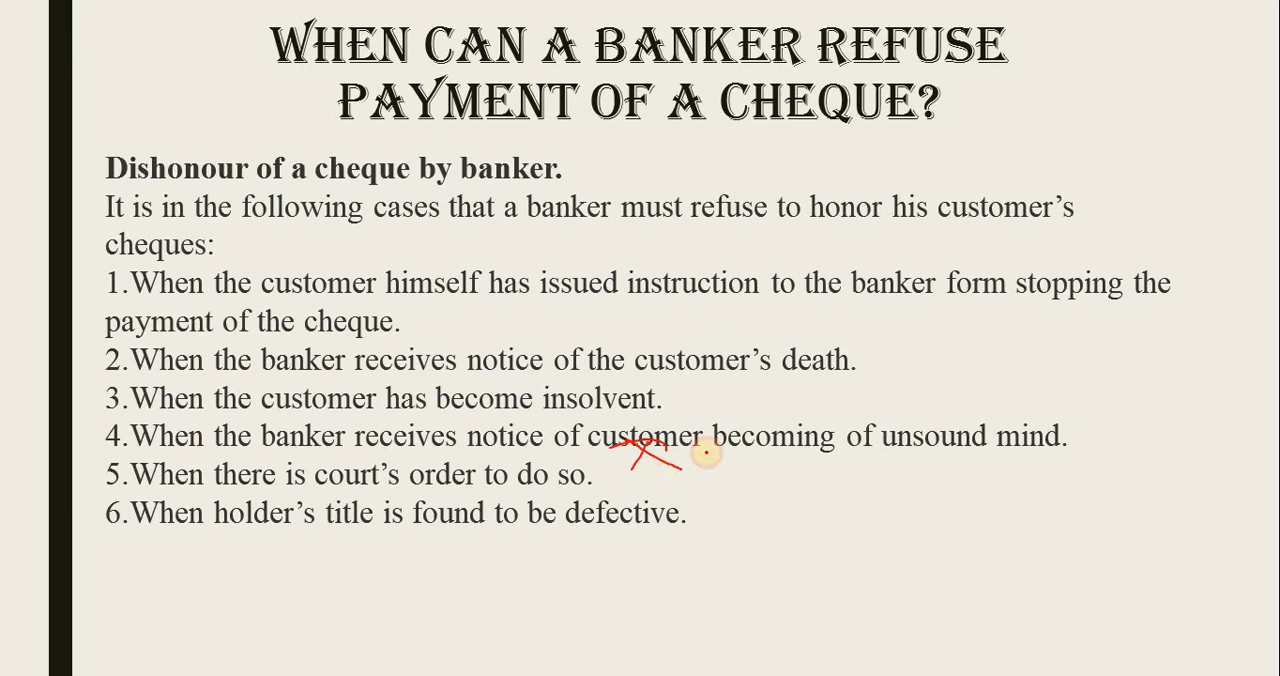 WHEN CAN A BANKER REFUSE
PAYMENT OF A CHEQUE?
Dishonour of a cheque by banker.
It is in the following cases that a banker must refuse to honor his customer’s
cheques:
1.When the customer himself has issued instruction to the banker form stopping the
payment of the cheque.
2.When the banker receives notice of the customer’s death.
3.When the customer has become insolvent.
4.When the banker receives notice of customer becoming of unsound mind.
5.When there is court’s order to do so.
6.When holder’s title is found to be defective.